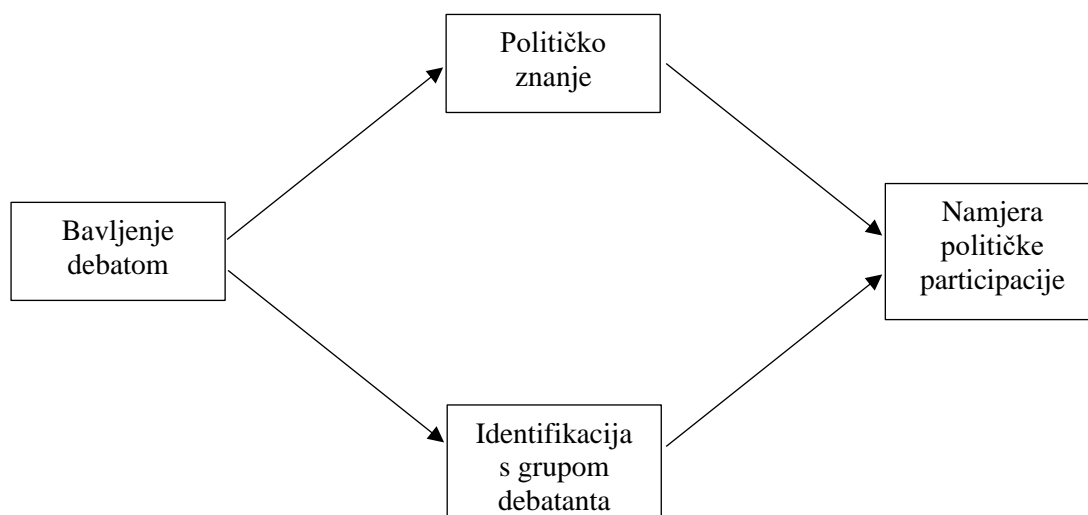 Političko
znanje
Bavljenje
debatom
Namjera
političke
participacije
Identifikacija
s grupom
debatanta